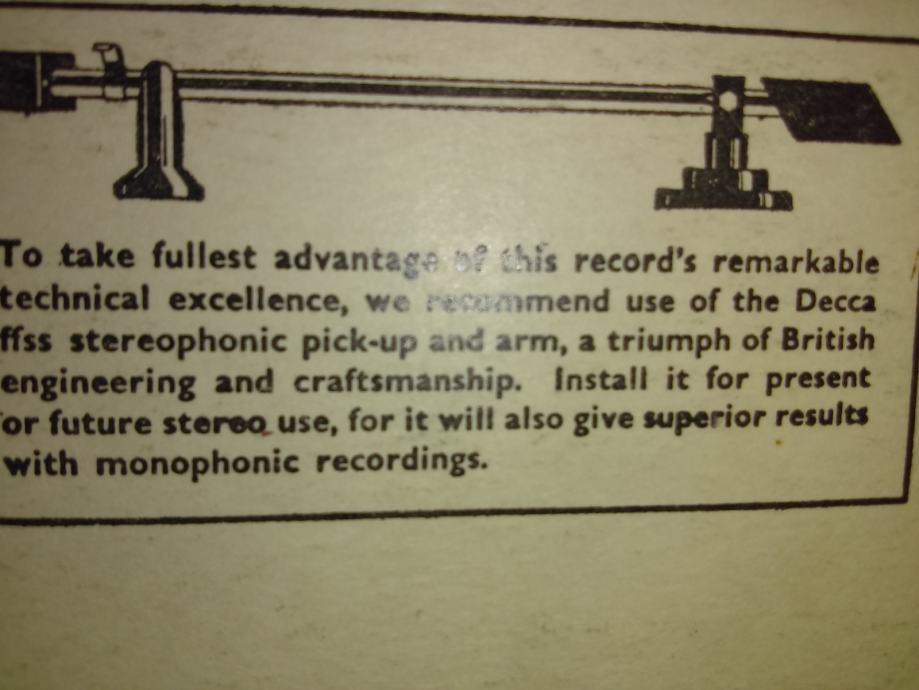 To take fullest advantage of this record's remarkable
technical excellence, we recommend use of the Decca
ffss stereophonic pick-up and arm, a triumph of British
engineering and craftsmanship. Install it for present
or future stereo use, for it will also give superior results
with monophonic recordings.